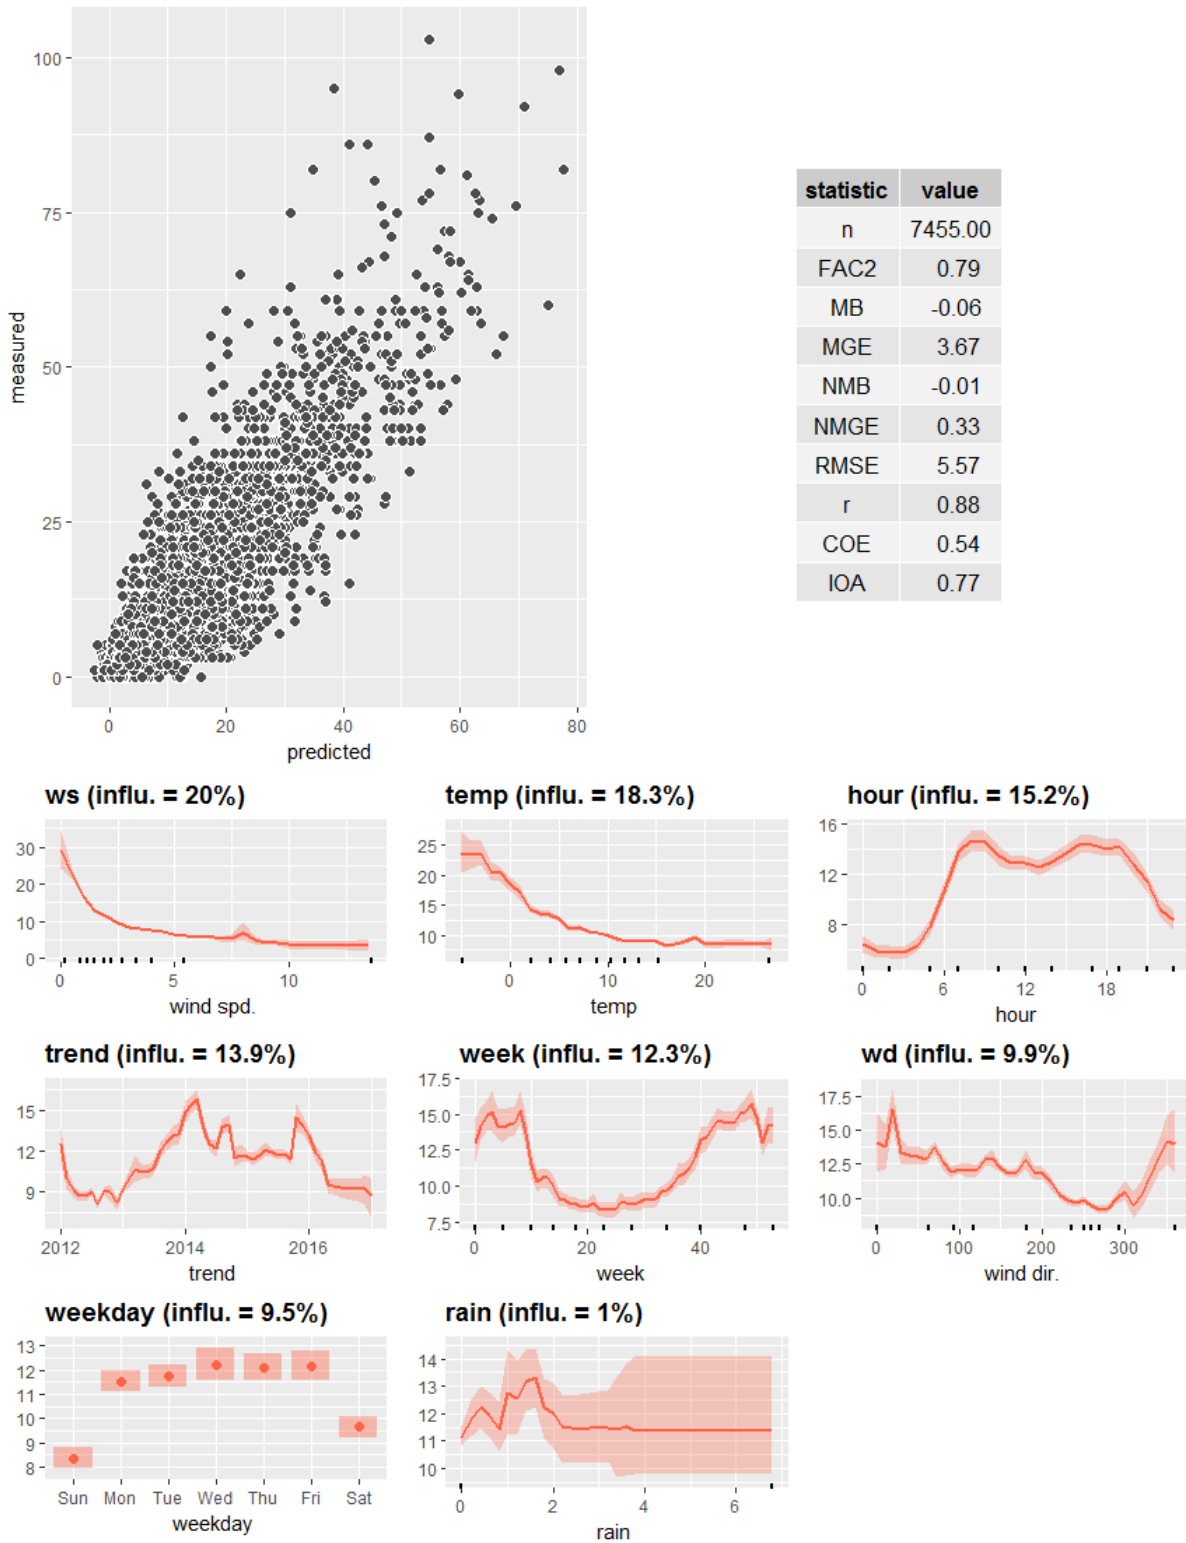 100
75
50
25
0
measured
0 20 40 60 80
predicted
statistic value
n 7455.00
FAC2 0.79
MB -0.06
MGE 3.67
NMB -0.01
NMGE 0.33
RMSE 5.57
r 0.88
COE 0.54
IOA 0.77
ws (influ. = 20%)
30
20
10
0
0 5 10
wind spd.
temp (influ. = 18.3%)
25
20
15
10
0 10 20
temp
hour (influ. = 15.2%)
16
12
8
0 6 12 18
hour
trend (influ. = 13.9%)
15
12
9
2012 2014 2016
trend
week (influ. = 12.3%)
17.5
15.0
12.5
10.0
7.5
0 20 40
week
wd (influ. = 9.9%)
17.5
15.0
12.5
10.0
0 100 200 300
wind dir.
weekday (influ. = 9.5%)
13
12
11
10
9
8
Sun Mon Tue Wed Thu Fri Sat
weekday
rain (influ. = 1%)
14
13
12
11
10
0 2 4 6
rain